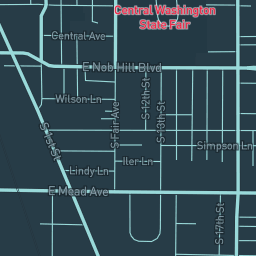 Central Washington
State Fair
Central Ave
E Nob Hill Blvd
Wilson Ln
S 12th St
S Fair Ave
S 13th St
S 1st St
Simpson Ln
Iler Ln
Lindy Ln
E Mead Ave
S 17th St